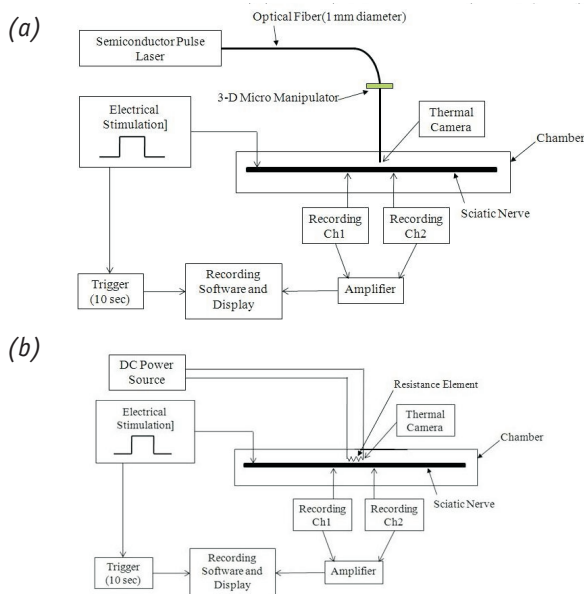 (a)
Optical Fiber(1 mm diameter)
Semiconductor Pulse
Laser
3-D Micro Manipulator
Electrical
Stimulation]
Thermal
Camera
Chamber
Recording
Ch1
Recording
Ch2
Sciatic Nerve
Trigger
(10 sec)
Recording
Software and
Display
Amplifier
(b)
DC Power
Source
Resistance Element
Electrical
Stimulation]
Thermal
Camera
Chamber
Recording
Ch1
Recording
Ch2
Sciatic
Nerve
Trigger
(10 sec)
Recording
Software and
Display
Amplifier